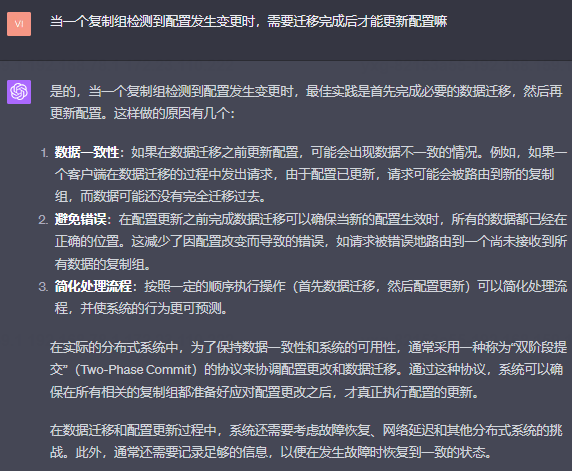 VI
当一个复制组检测到配置发生变更时，需要迁移完成后才能更新配置嘛
是的，当一个复制组检测到配置发生变更时，最佳实践是首先完成必要的数据迁移，然后再
更新配置。这样做的原因有几个：
1. 数据一致性：如果在数据迁移之前更新配置，可能会出现数据不一致的情况。例如，如果一
个客户端在数据迁移的过程中发出请求，由于配置已更新，请求可能会被路由到新的复制
组，而数据可能还没有完全迁移过去。
2. 避免错误：在配置更新之前完成数据迁移可以确保当新的配置生效时，所有的数据都已经在
正确的位置。这减少了因配置改变而导致的错误，如请求被错误地路由到一个尚未接收到所
有数据的复制组。
3. 简化处理流程：按照一定的顺序执行操作（首先数据迁移，然后配置更新）可以简化处理流
程，并使系统的行为更可预测。
在实际的分布式系统中，为了保持数据一致性和系统的可用性，通常采用一种称为“双阶段提
交”（Two-Phase Commit）的协议来协调配置更改和数据迁移。通过这种协议，系统可以确
保在所有相关的复制组都准备好应对配置更改之后，才真正执行配置的更新。
在数据迁移和配置更新过程中，系统还需要考虑故障恢复、网络延迟和其他分布式系统的挑
战。此外，通常还需要记录足够的信息，以便在发生故障时恢复到一致的状态。